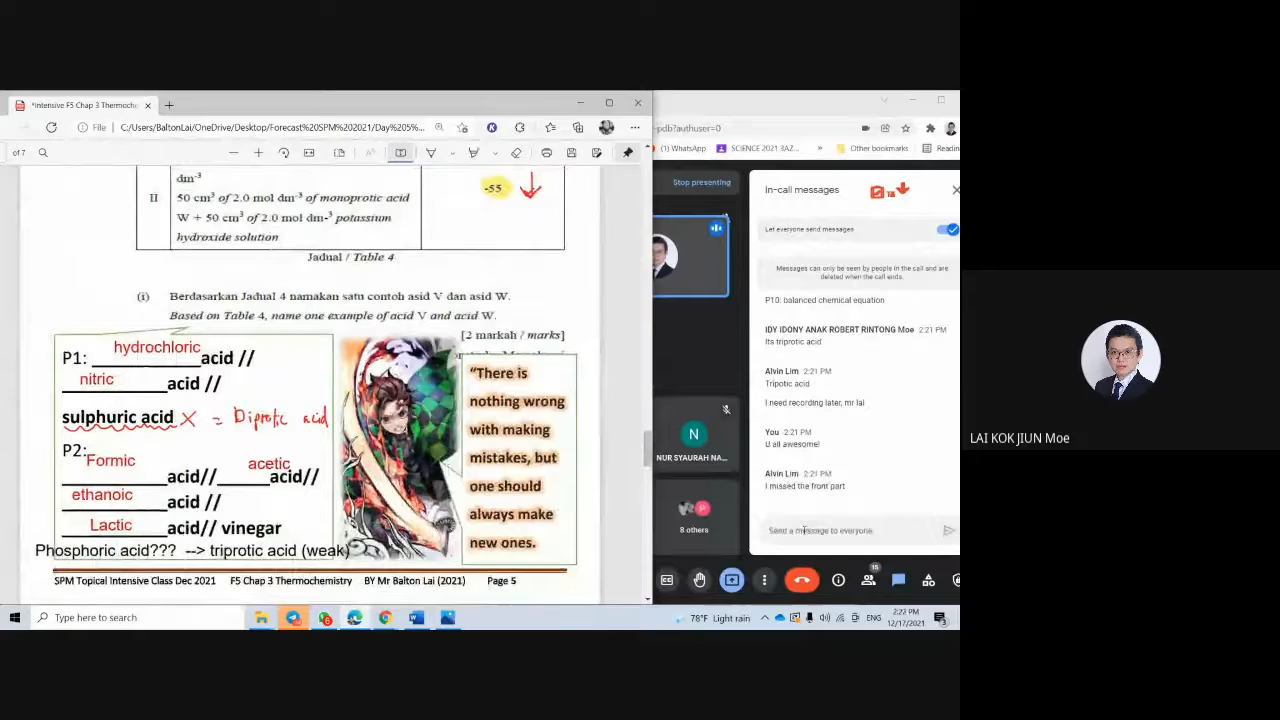 *Intensive F5 Chap 3 Thermoche
File
C:/Users/BaltonLai/OneDrive/Desktop/Forecast%20SPM%202021/Day%205%...
of 7
dm-3
II
50 cm3 of 2.0 mol dm-3 of monoprotic acid
W + 50 cm3 of 2.0 mol dm-3 potassium
hydroxide solution
-55
Jadual / Table 4
(i) Berdasarkan Jadual 4 namakan satu contoh asid V dan asid W.
Based on Table 4, name one example of acid V and acid W.
[2 markah / marks]
P1: hydrochloric acid //
nitric acid //
sulphuric acid X = Diprotic acid
P2:
Formic acid// acetic acid//
ethanoic acid //
Lactic acid// vinegar
Phosphoric acid??? --> triprotic acid (weak)
“There is
nothing wrong
with making
mistakes, but
one should
always make
new ones.
SPM Topical Intensive Class Dec 2021 F5 Chap 3 Thermochemistry BY Mr Balton Lai (2021) Page 5
-pdb?authuser=0
(1) WhatsApp
SCIENCE 2021 3AZ...
»
Other bookmarks
Readin
Stop presenting
N
NUR SYAURAH NA...
P
8 others
In-call messages
Let everyone send messages
Messages can only be seen by people in the call and are
deleted when the call ends.
P10: balanced chemical equation
IDY IDONY ANAK ROBERT RINTONG Moe 2:21 PM
Its triprotic acid
Alvin Lim 2:21 PM
Tripotic acid
I need recording later, mr lai
You 2:21 PM
U all awesome!
Alvin Lim 2:21 PM
I missed the front part
Send a message to everyone
15
LAI KOK JIUN Moe
Type here to search
6
78°F Light rain
ENG
2:22 PM
12/17/2021
3